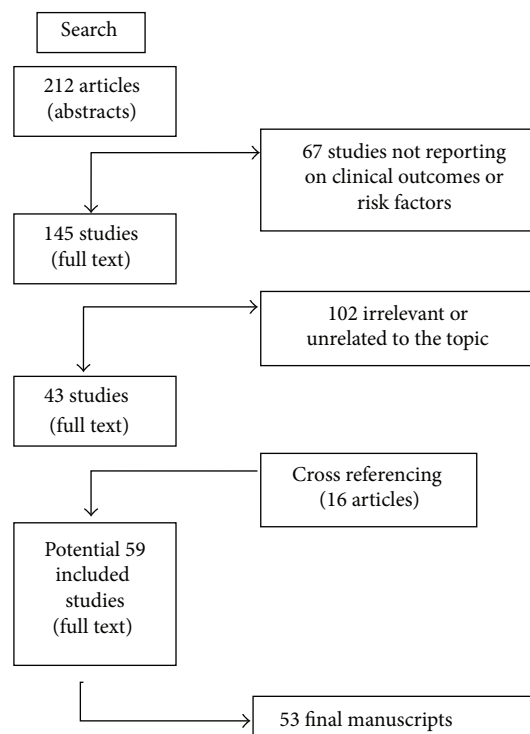 Search
212 articles
(abstracts)
67 studies not reporting
on clinical outcomes or
risk factors
145 studies
(full text)
102 irrelevant or
unrelated to the topic
43 studies
(full text)
Cross referencing
(16 articles)
Potential 59
included
studies
(full text)
53 final manuscripts